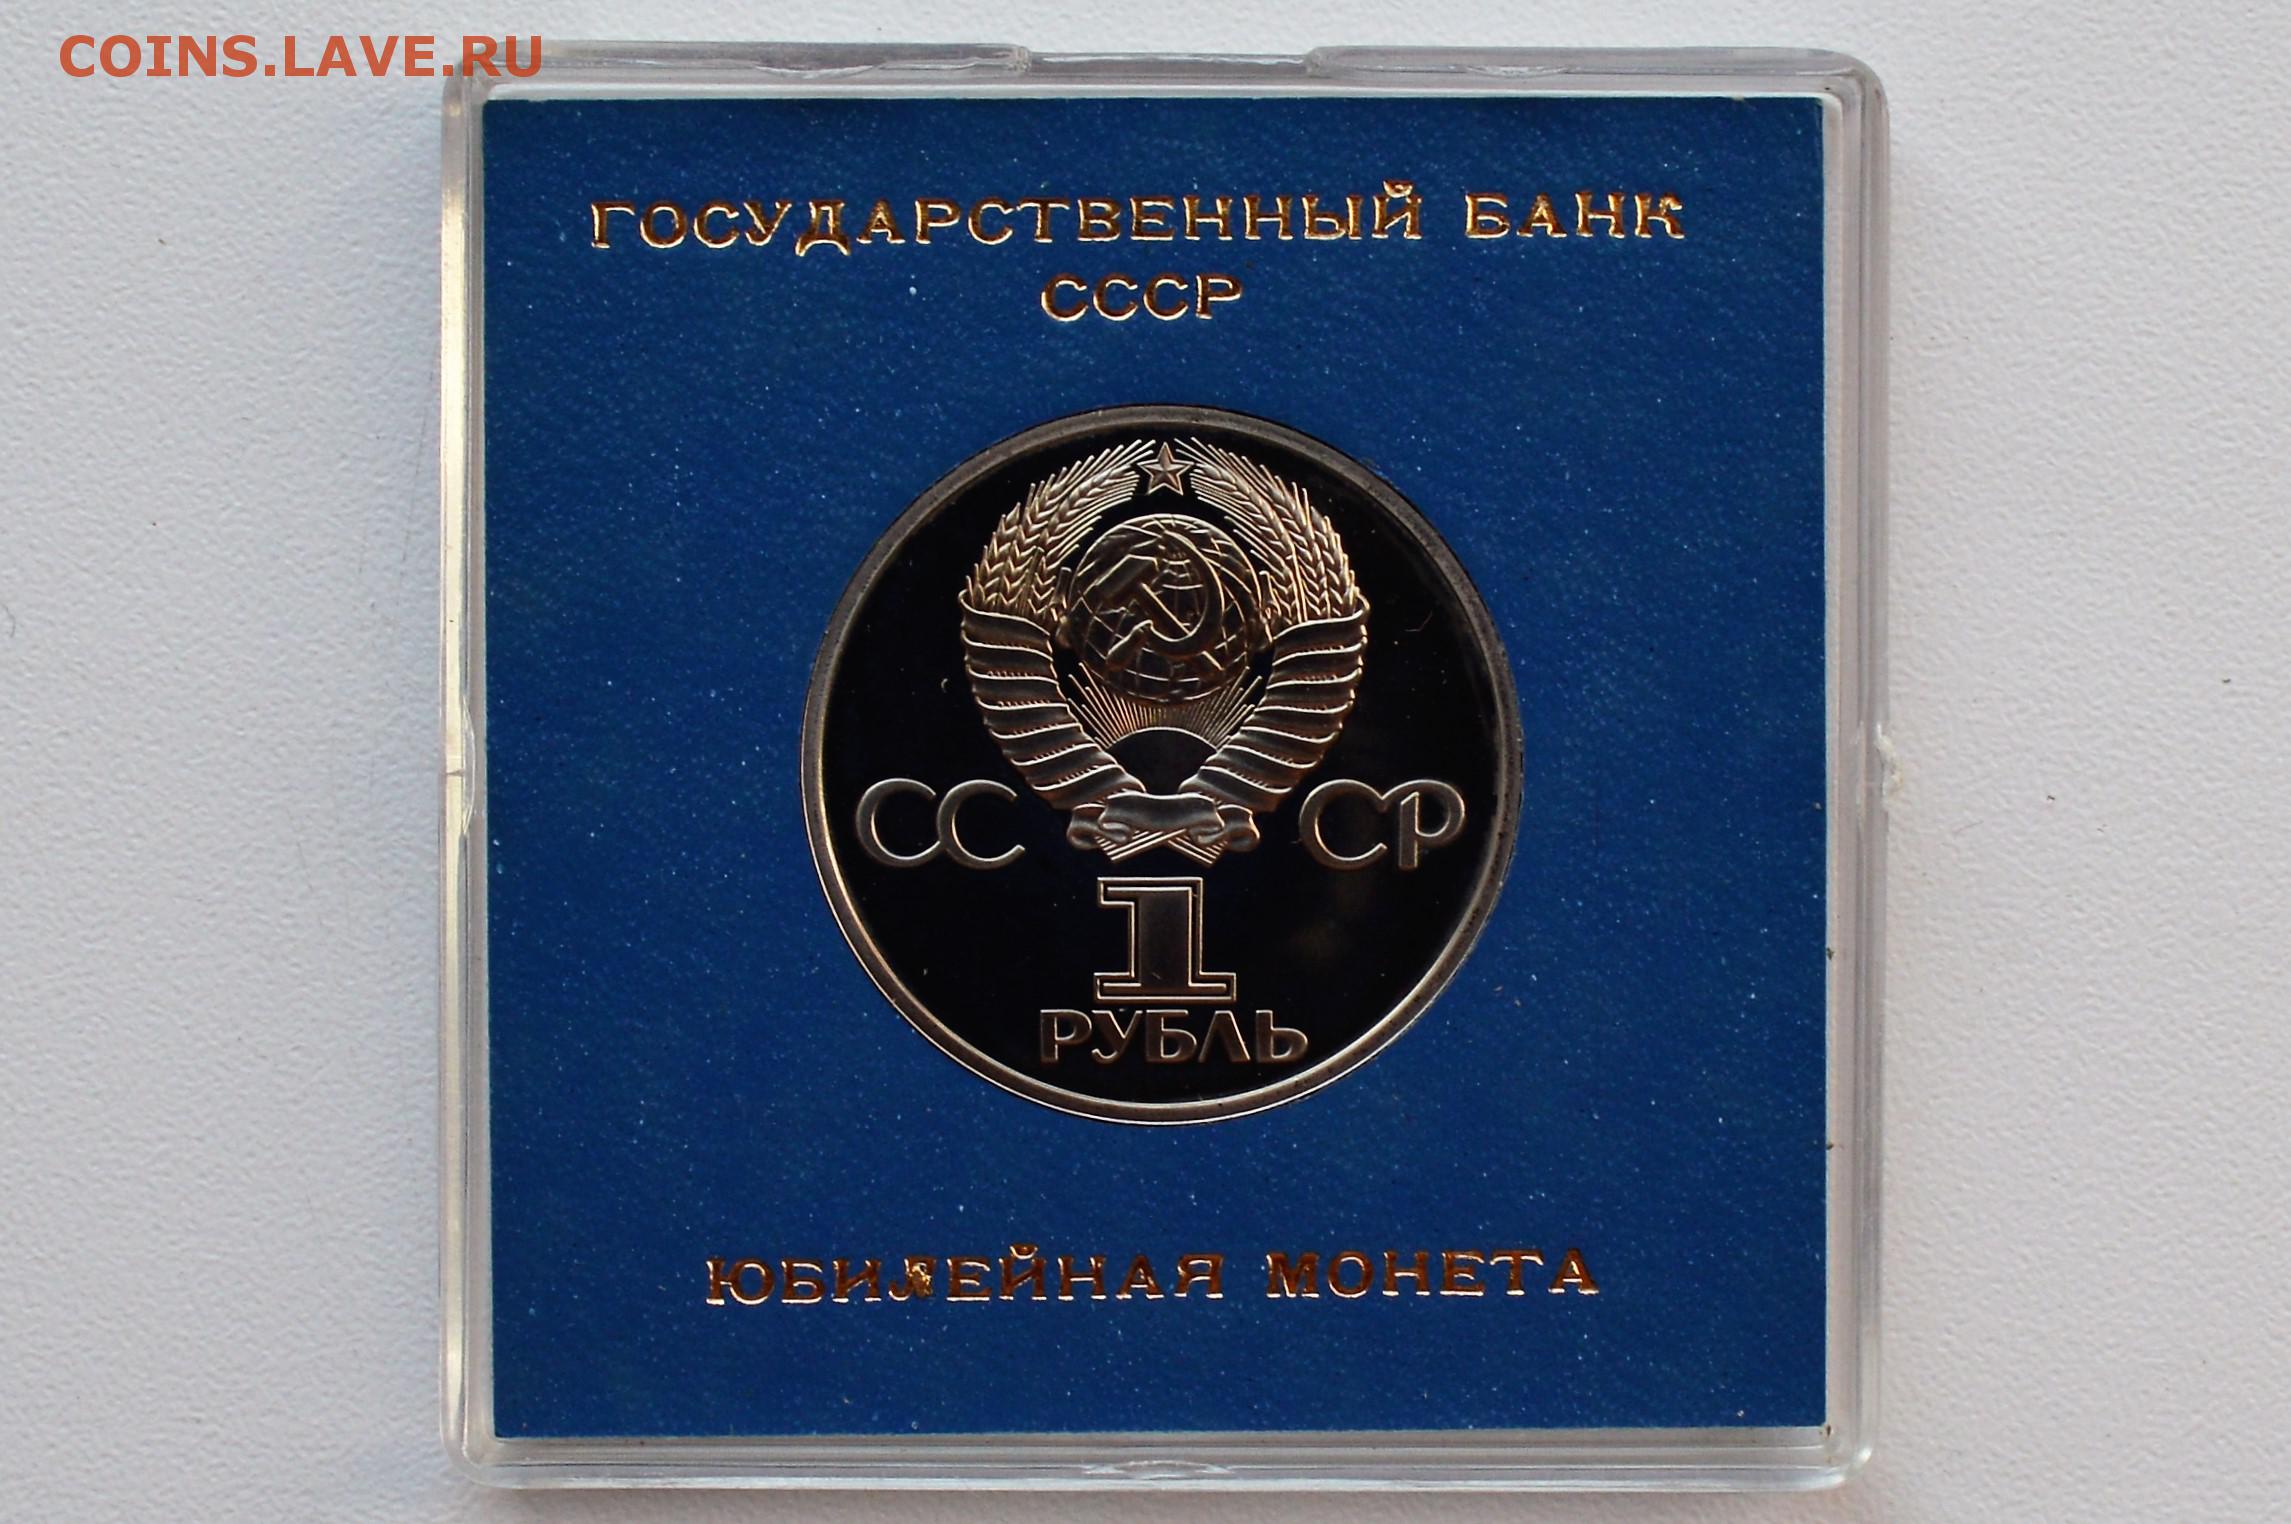 COINS.LAVE.RU
ГОСУДАРСТВЕННЫЙ БАНК
СССР
СС СР
1
РУБЛЬ
ЮБИЛЕЙНАЯ МОНЕТА